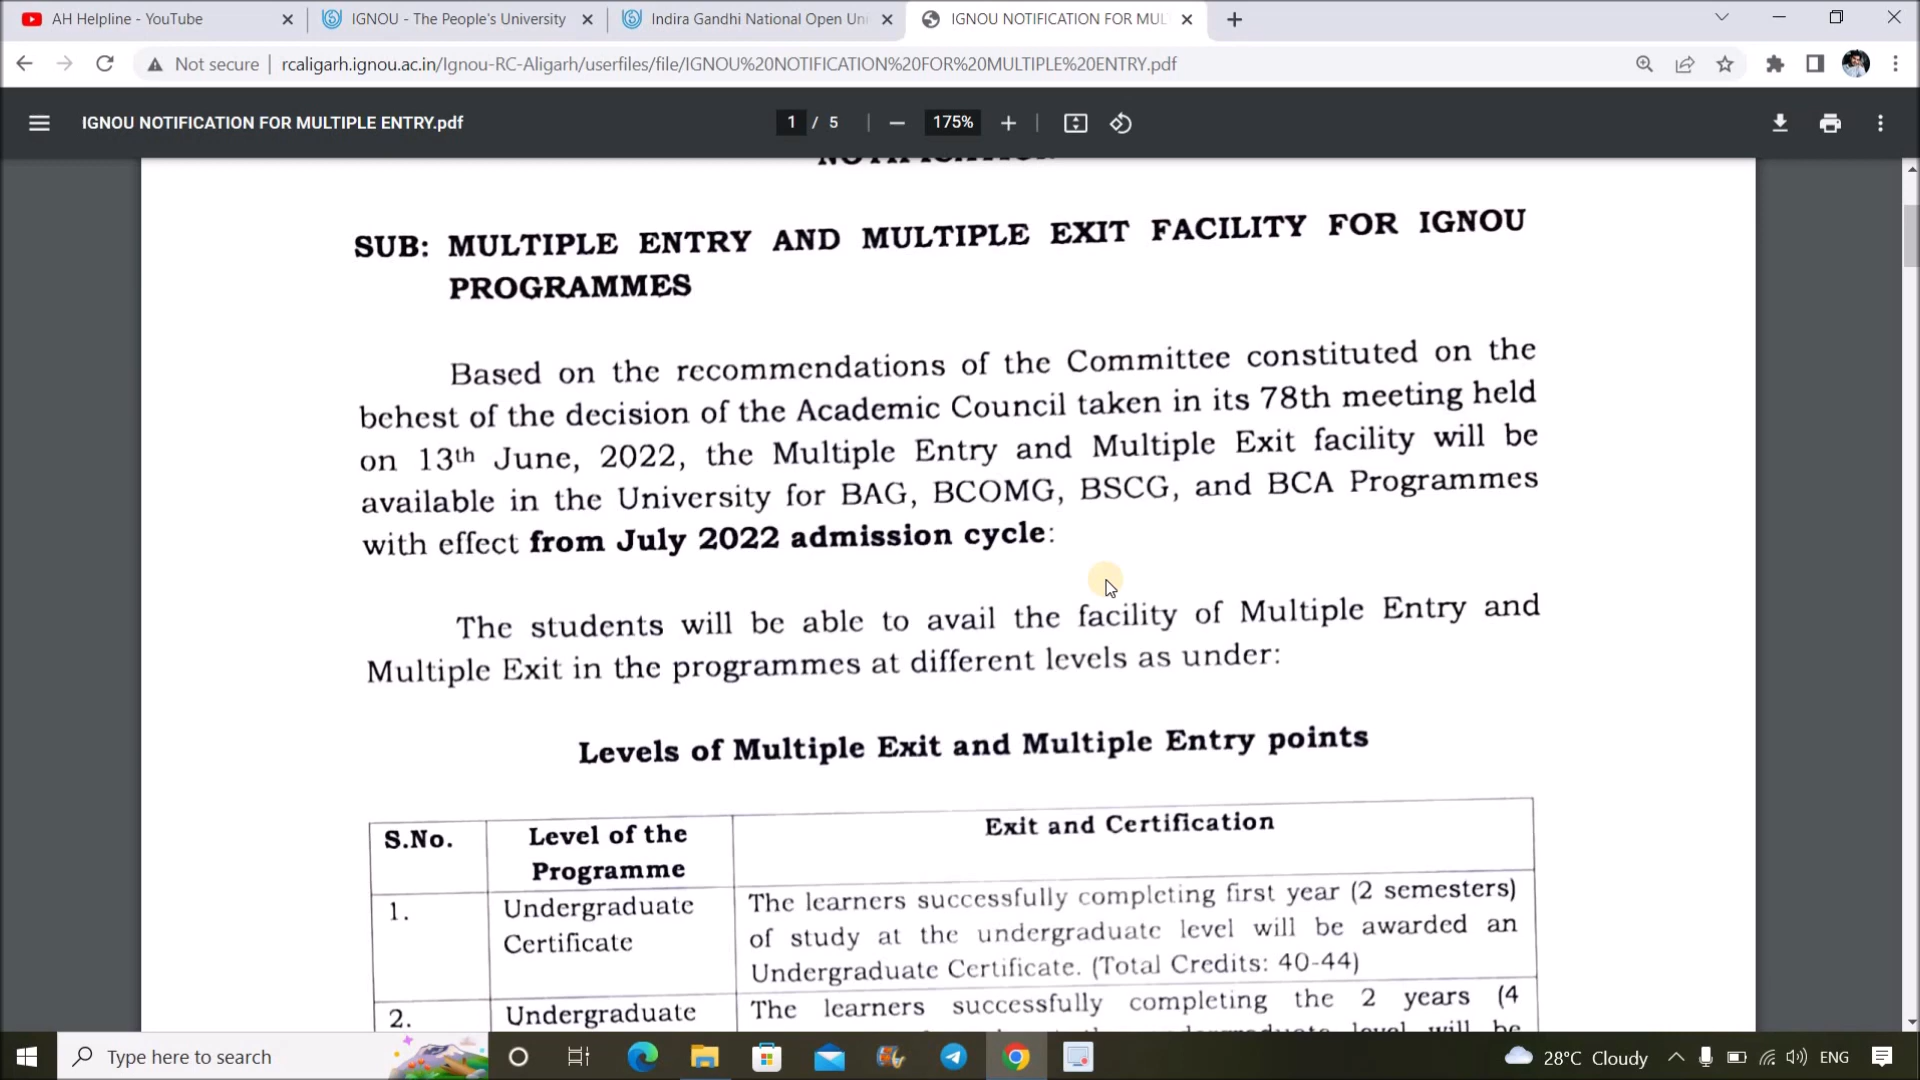 AH Helpline - YouTube
IGNOU - The People's University
Indira Gandhi National Open Uni
IGNOU NOTIFICATION FOR MUL
Not secure
rcaligarh.ignou.ac.in/Ignou-RC-Aligarh/userfiles/file/IGNOU%20NOTIFICATION%20FOR%20MULTIPLE%20ENTRY.pdf
IGNOU NOTIFICATION FOR MULTIPLE ENTRY.pdf
1 / 5
175%
NOTIFICATION
SUB: MULTIPLE ENTRY AND MULTIPLE EXIT FACILITY FOR IGNOU
PROGRAMMES
Based on the recommendations of the Committee constituted on the
behest of the decision of the Academic Council taken in its 78th meeting held
on 13th June, 2022, the Multiple Entry and Multiple Exit facility will be
available in the University for BAG, BCOMG, BSCG, and BCA Programmes
with effect from July 2022 admission cycle:
The students will be able to avail the facility of Multiple Entry and
Multiple Exit in the programmes at different levels as under:
Levels of Multiple Exit and Multiple Entry points
S.No.
Level of the
Programme
Exit and Certification
1.
Undergraduate
Certificate
The learners successfully completing first year (2 semesters)
of study at the undergraduate level will be awarded an
Undergraduate Certificate. (Total Credits: 40-44)
2.
Undergraduate
The learners successfully completing the 2 years (4
level will be
Type here to search
28°C Cloudy
ENG